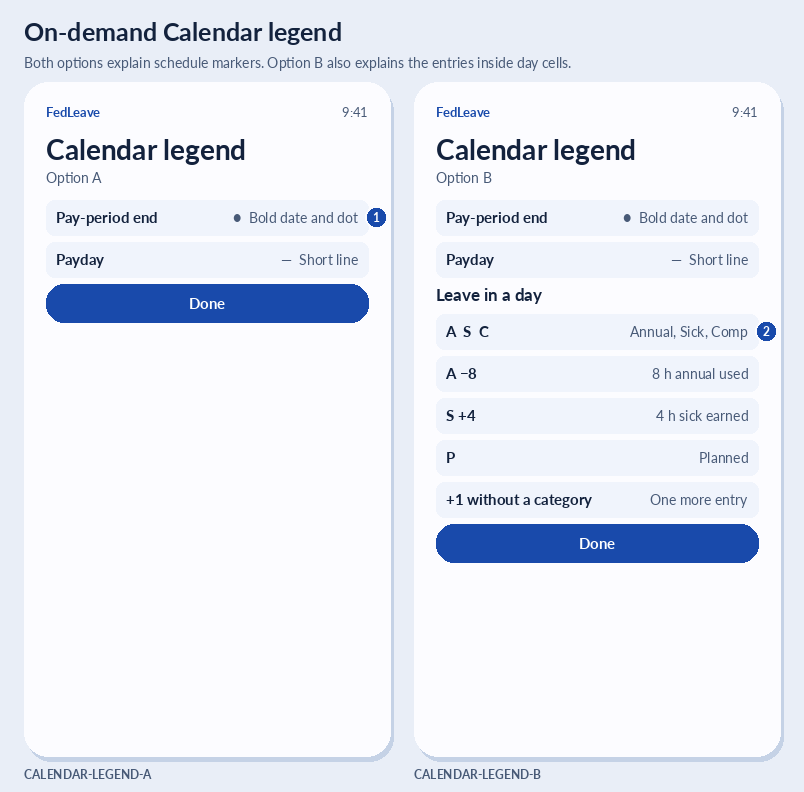 On-demand Calendar legend
Both options explain schedule markers. Option B also explains the entries inside day cells.
FedLeave 9:41
Calendar legend
Option A
Pay-period end ● Bold date and dot 1
Payday — Short line
Done
CALENDAR-LEGEND-A
FedLeave 9:41
Calendar legend
Option B
Pay-period end ● Bold date and dot
Payday — Short line
Leave in a day
A S C Annual, Sick, Comp 2
A −8 8 h annual used
S +4 4 h sick earned
P Planned
+1 without a category One more entry
Done
CALENDAR-LEGEND-B